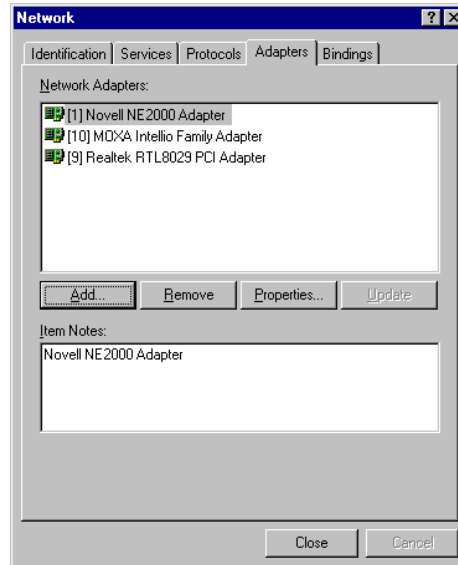 Network
? X
Identification Services Protocols Adapters Bindings
Network Adapters:
[1] Novell NE2000 Adapter
[10] MOXA Intellio Family Adapter
[9] Realtek RTL8029 PCI Adapter
Add... Remove Properties... Update
Item Notes:
Novell NE2000 Adapter
Close Cancel